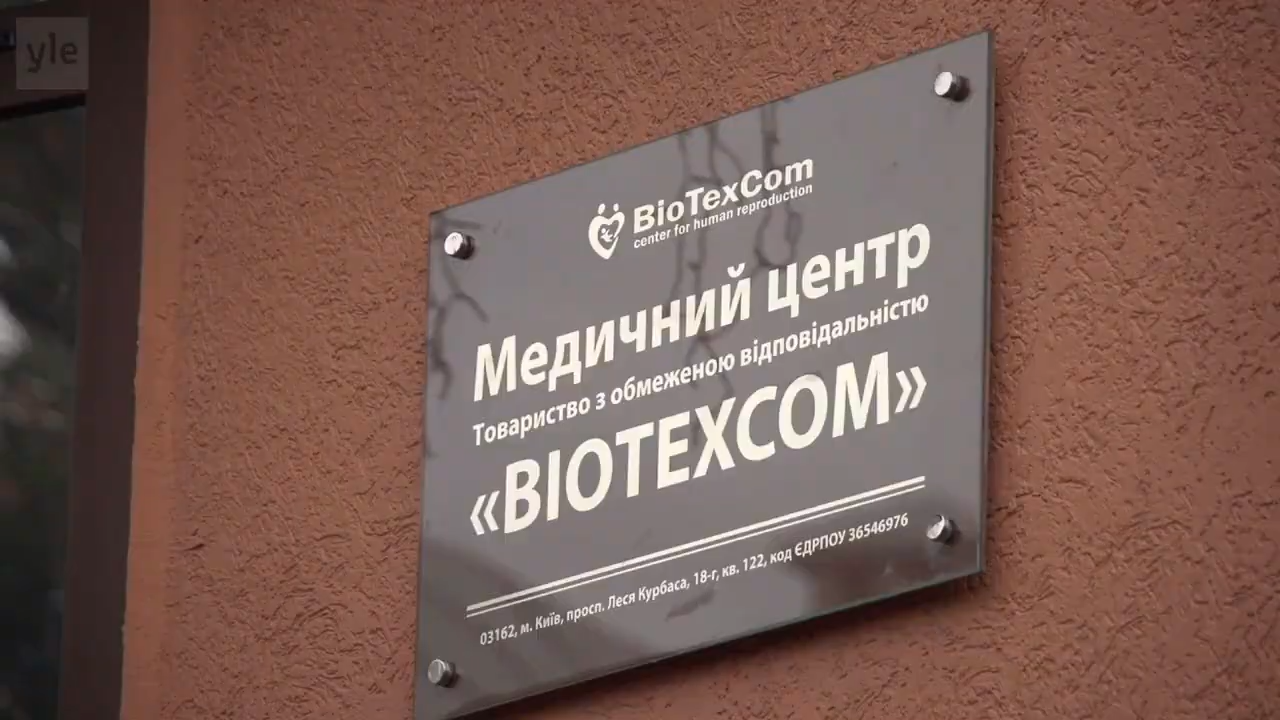 yle
BioTexCom
center for human reproduction
Медичний центр
Товариство з обмеженою відповідальністю
«BIOTEXCOM»
03162, м. Київ, просп. Леся Курбаса, 18-г, кв. 122, код ЄДРПОУ 36546976